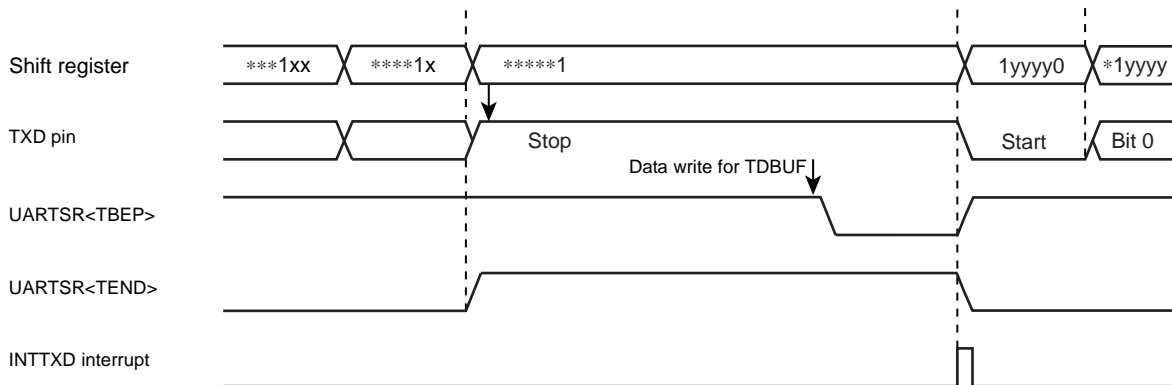 Shift register ***1xx ****1x *****1 1yyyy0 *1yyyy
TXD pin Stop Start Bit 0
Data write for TDBUF
UARTSR<TBEP>
UARTSR<TEND>
INTTXD interrupt